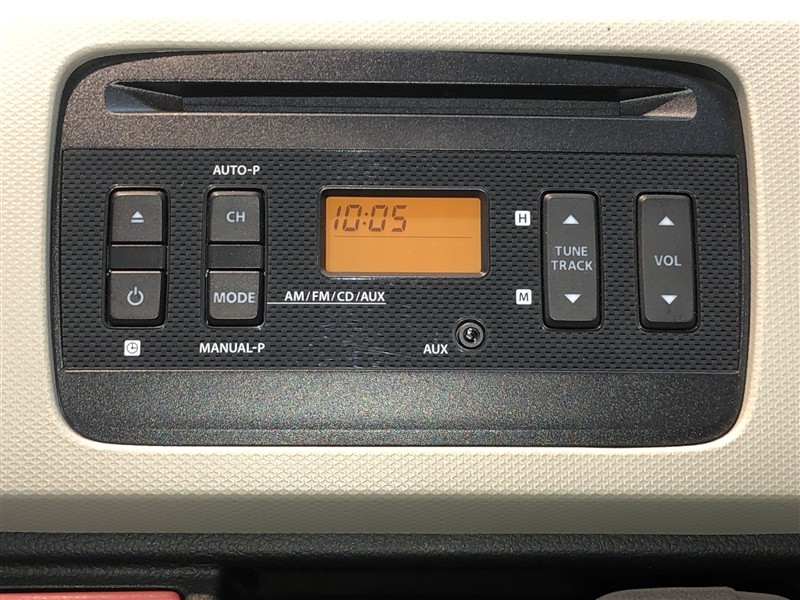 AUTO-P
CH
MODE
AM/FM/CD/AUX
MANUAL-P
10:05
AUX
H
M
TUNE
TRACK
VOL